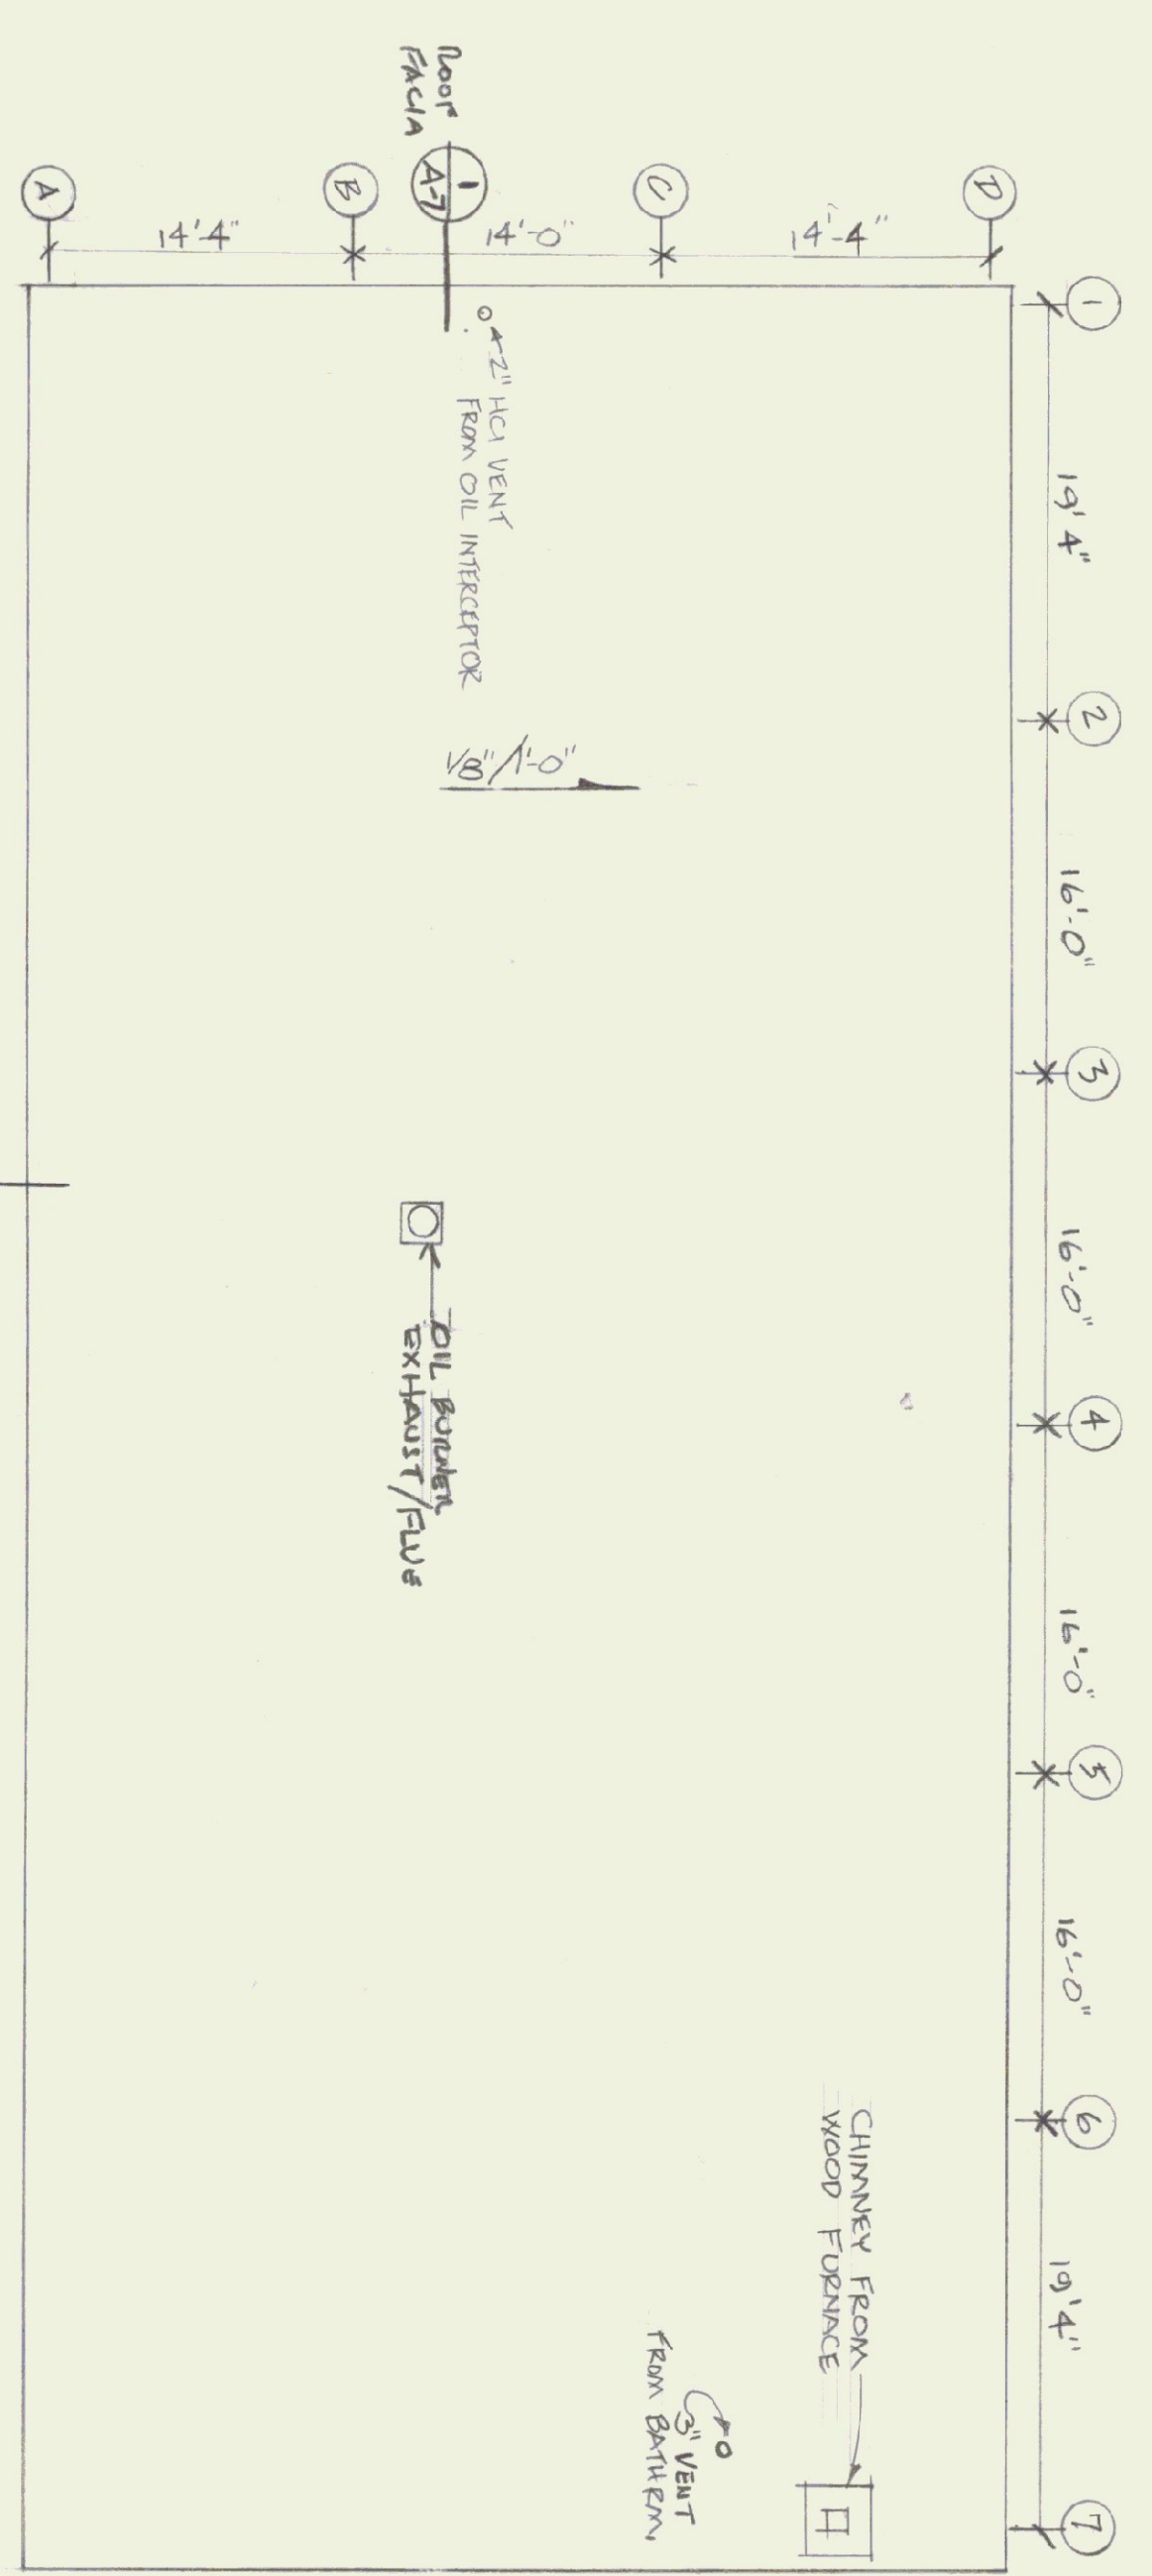 ROOF
FACIA
1
A-7
A
B
C
D
14'4"
14'-0"
14'-4"
1
2
3
4
5
6
7
19' 4"
16'-0"
16'-0"
16'-0"
16'-0"
19' 4"
2" HCI VENT
FROM OIL INTERCEPTOR
1/8"/1'-0"
OIL BURNER
EXHAUST/FLUE
CHIMNEY FROM
WOOD FURNACE
3" VENT
FROM BATHRM.